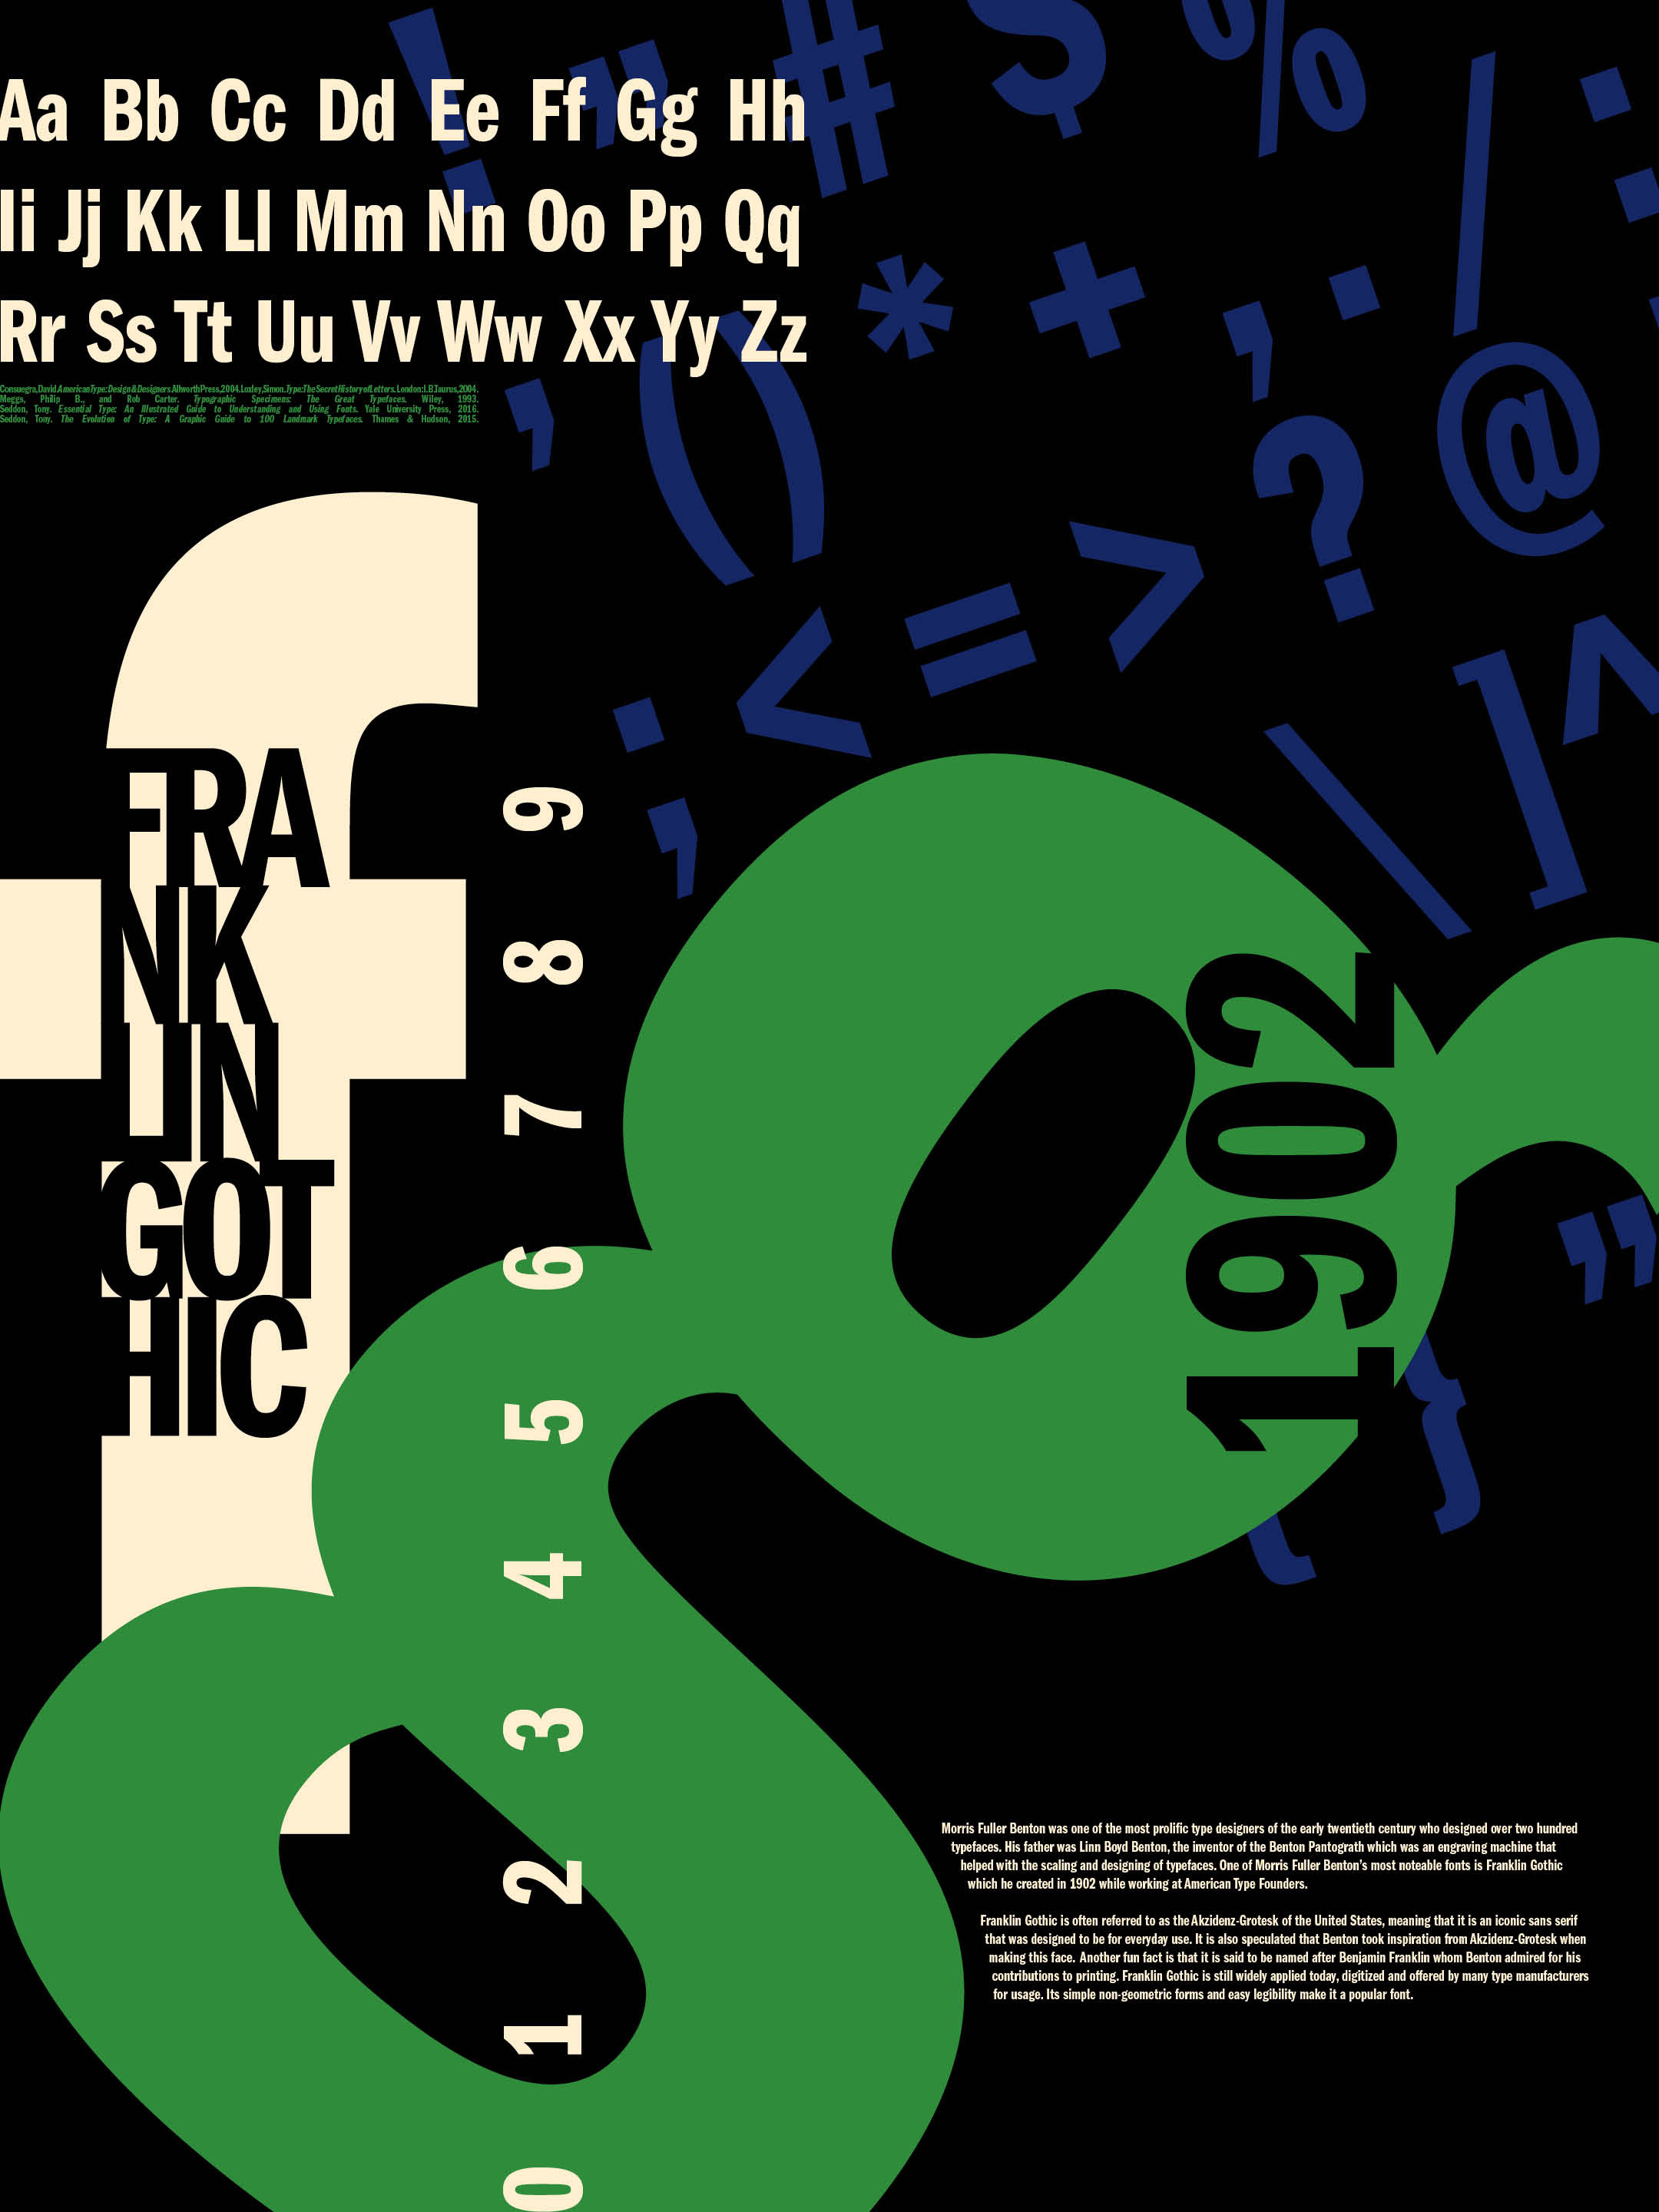 Aa Bb Cc Dd Ee Ff Gg Hh
Ii Jj Kk Ll Mm Nn Oo Pp Qq
Rr Ss Tt Uu Vv Ww Xx Yy Zz
Consuegra,David.AmericanType:Design&Designers.AllworthPress,2004.Loxley,Simon.Type:TheSecretHistoryofLetters.London:I.B.Taurus,2004.
Meggs, Philip B., and Rob Carter. Typographic Specimens: The Great Typefaces. Wiley, 1993.
Seddon, Tony. Essential Type: An Illustrated Guide to Understanding and Using Fonts. Yale University Press, 2016.
Seddon, Tony. The Evolution of Type: A Graphic Guide to 100 Landmark Typefaces. Thames & Hudson, 2015.
! " # $ % / :
’ ( ) * + , . /
; < = > ? @
\ ] ^
{ } ”
f
FRA
NK
LIN
GOT
HIC
g
0 1 2 3 4 5 6 7 8 9
1902
Morris Fuller Benton was one of the most prolific type designers of the early twentieth century who designed over two hundred
typefaces. His father was Linn Boyd Benton, the inventor of the Benton Pantograth which was an engraving machine that
helped with the scaling and designing of typefaces. One of Morris Fuller Benton's most noteable fonts is Franklin Gothic
which he created in 1902 while working at American Type Founders.
Franklin Gothic is often referred to as the Akzidenz-Grotesk of the United States, meaning that it is an iconic sans serif
that was designed to be for everyday use. It is also speculated that Benton took inspiration from Akzidenz-Grotesk when
making this face. Another fun fact is that it is said to be named after Benjamin Franklin whom Benton admired for his
contributions to printing. Franklin Gothic is still widely applied today, digitized and offered by many type manufacturers
for usage. Its simple non-geometric forms and easy legibility make it a popular font.